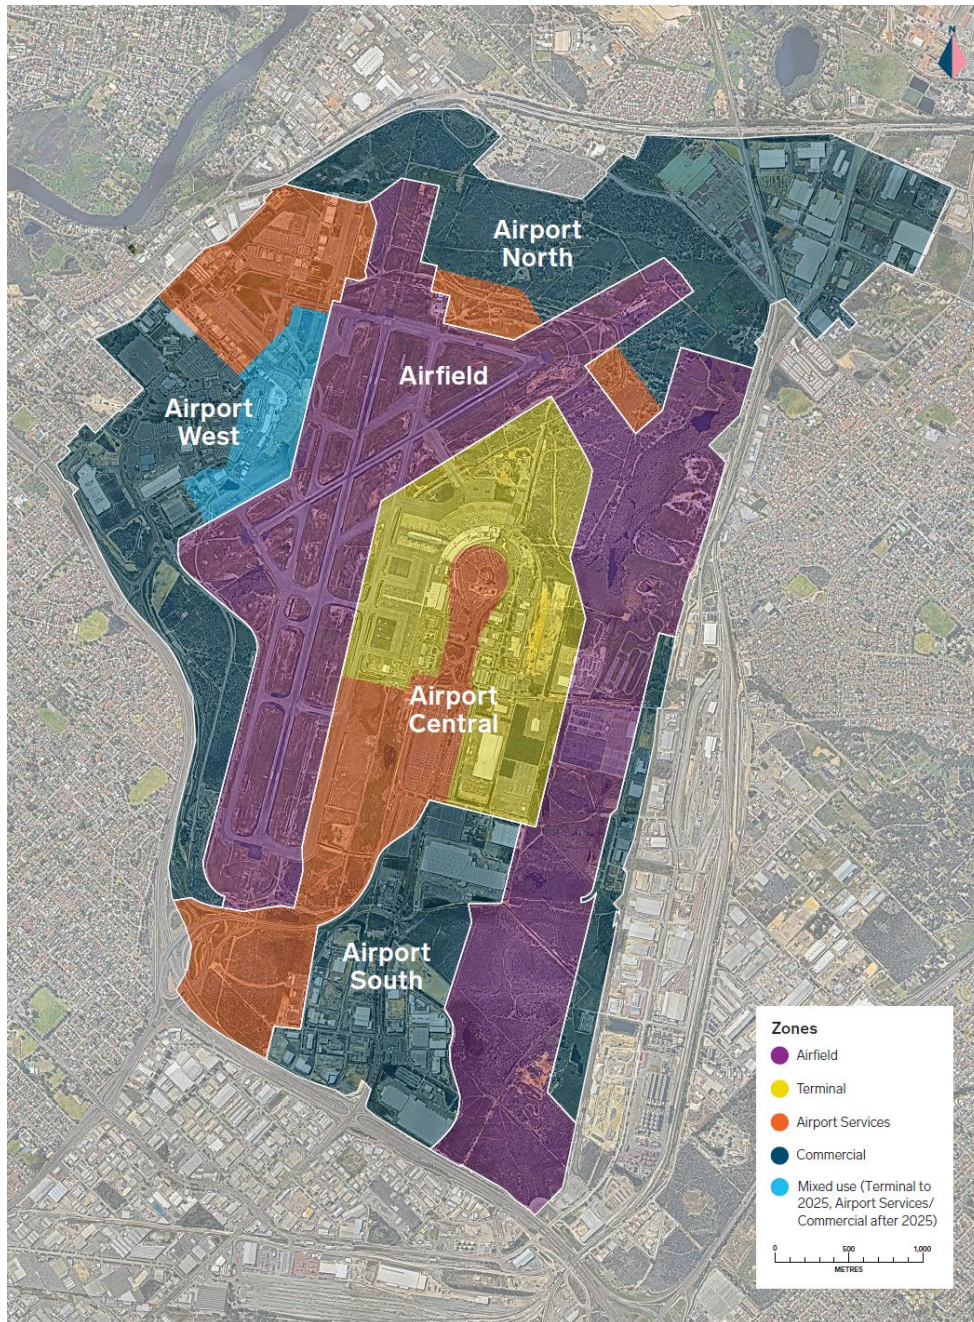 N
Airport
North
Airfield
Airport
West
Airport
Central
Airport
South
Zones
Airfield
Terminal
Airport Services
Commercial
Mixed use (Terminal to
2025, Airport Services/
Commercial after 2025)
0 500 1,000
METRES